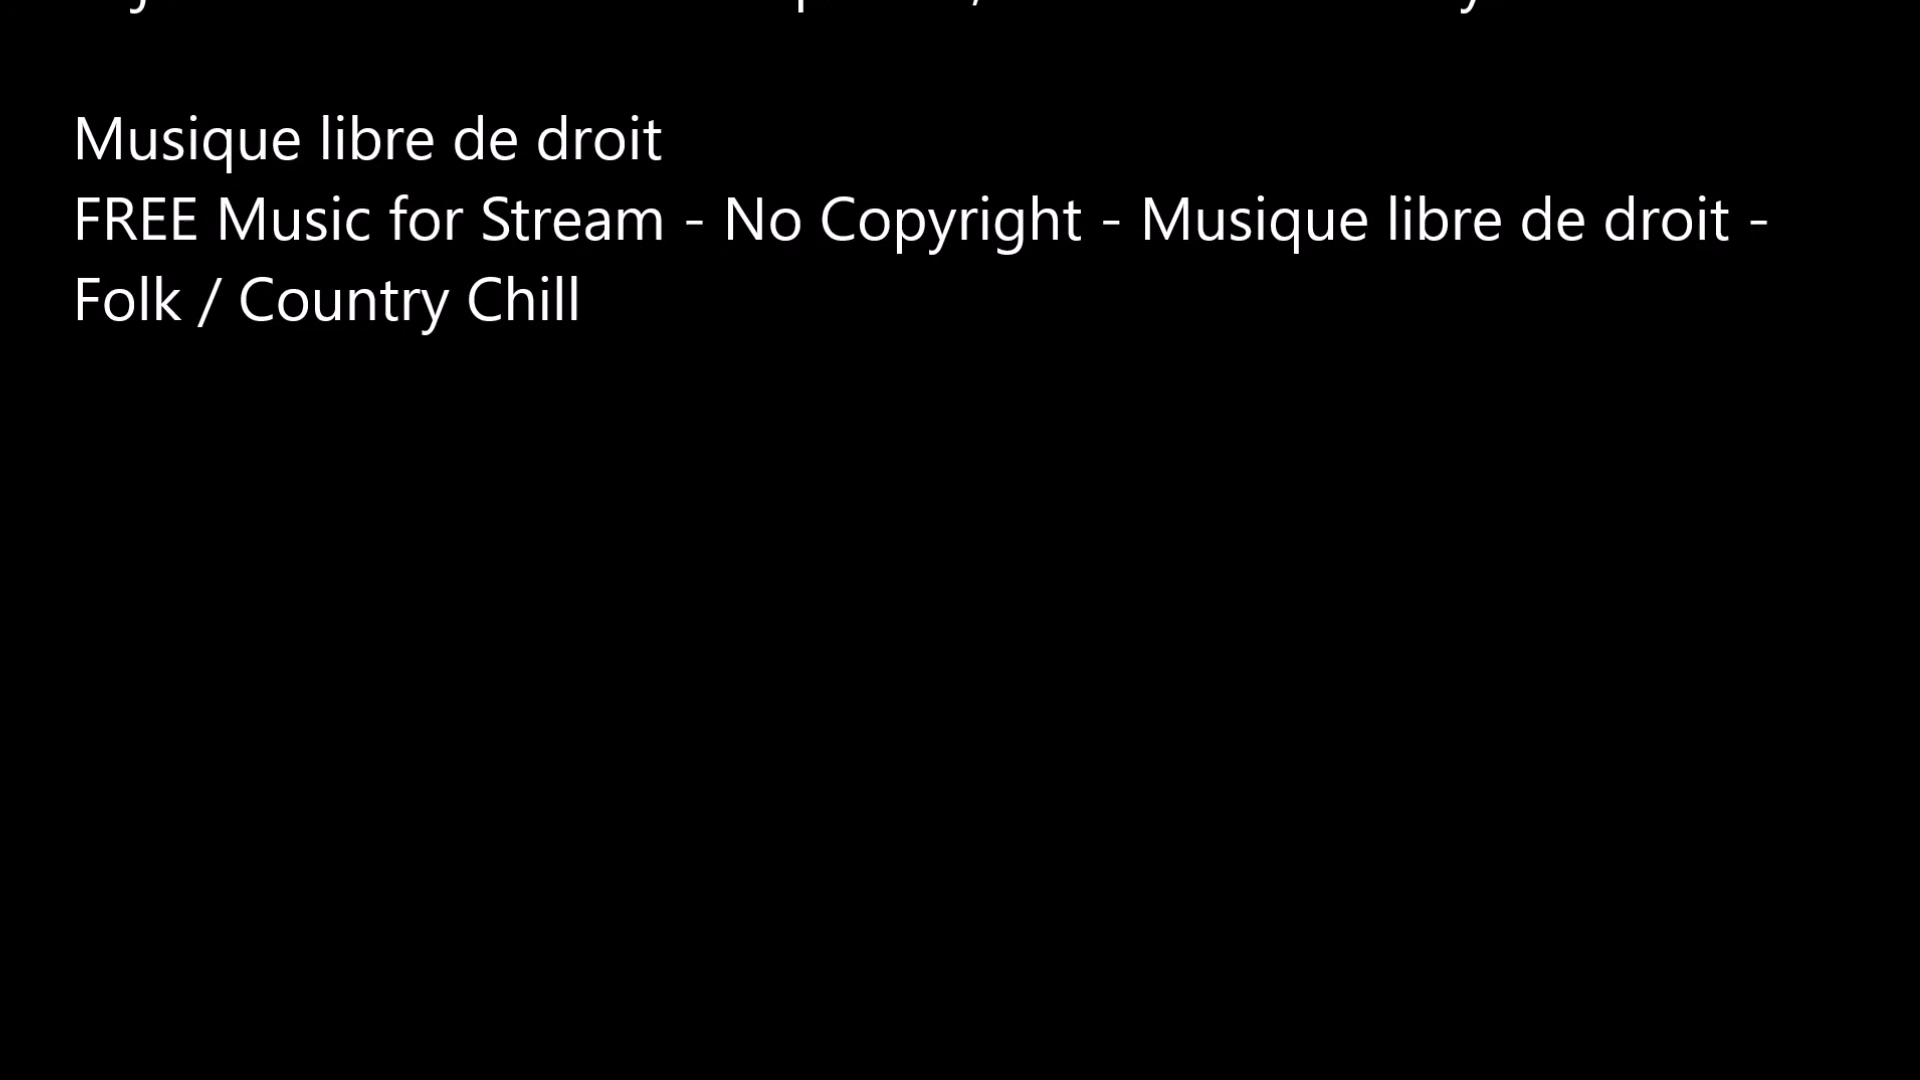 Musique libre de droit
FREE Music for Stream - No Copyright - Musique libre de droit -
Folk / Country Chill